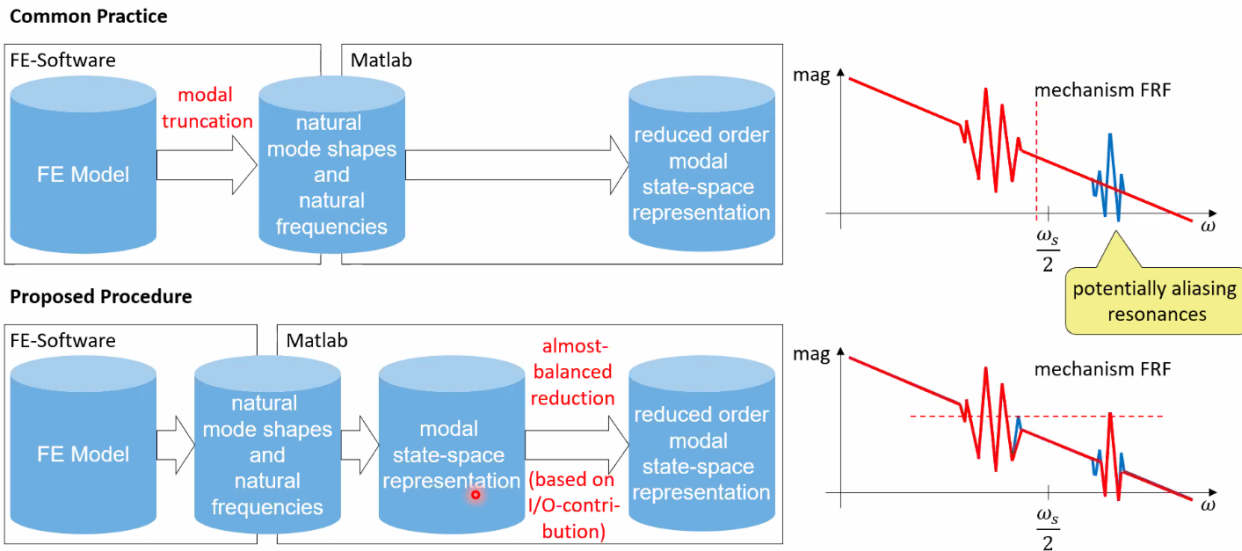 Common Practice
FE-Software
Matlab
FE Model
modal
truncation
natural
mode shapes
and
natural
frequencies
reduced order
modal
state-space
representation
mag
mechanism FRF
ω
ω_s
2
potentially aliasing
resonances
Proposed Procedure
FE-Software
Matlab
FE Model
natural
mode shapes
and
natural
frequencies
modal
state-space
representation
almost-
balanced
reduction
(based on
I/O-contri-
bution)
reduced order
modal
state-space
representation
mag
mechanism FRF
ω
ω_s
2